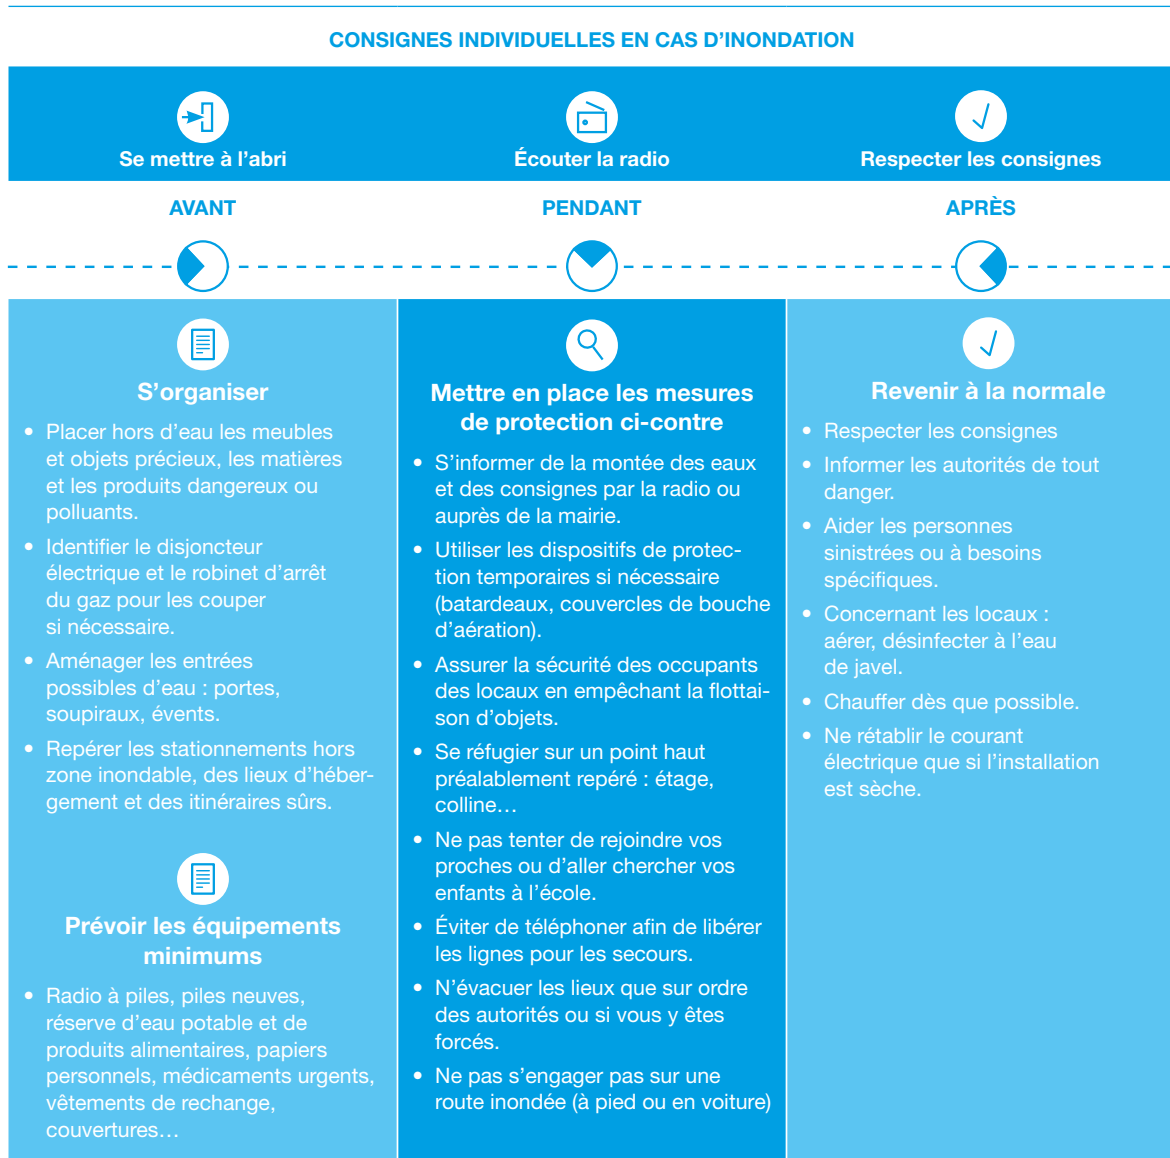 CONSIGNES INDIVIDUELLES EN CAS D'INONDATION
Se mettre à l'abri
Écouter la radio
Respecter les consignes
AVANT
PENDANT
APRÈS
S'organiser
• Placer hors d'eau les meubles
et objets précieux, les matières
et les produits dangereux ou
polluants.
• Identifier le disjoncteur
électrique et le robinet d'arrêt
du gaz pour les couper
si nécessaire.
• Aménager les entrées
possibles d'eau : portes,
soupiraux, évents.
• Repérer les stationnements hors
zone inondable, des lieux d'héber-
gement et des itinéraires sûrs.
Prévoir les équipements
minimums
• Radio à piles, piles neuves,
réserve d'eau potable et de
produits alimentaires, papiers
personnels, médicaments urgents,
vêtements de rechange,
couvertures…
Mettre en place les mesures
de protection ci-contre
• S'informer de la montée des eaux
et des consignes par la radio ou
auprès de la mairie.
• Utiliser les dispositifs de protec-
tion temporaires si nécessaire
(batardeaux, couvercles de bouche
d'aération).
• Assurer la sécurité des occupants
des locaux en empêchant la flottai-
son d'objets.
• Se réfugier sur un point haut
préalablement repéré : étage,
colline…
• Ne pas tenter de rejoindre vos
proches ou d'aller chercher vos
enfants à l'école.
• Éviter de téléphoner afin de libérer
les lignes pour les secours.
• N'évacuer les lieux que sur ordre
des autorités ou si vous y êtes
forcés.
• Ne pas s'engager pas sur une
route inondée (à pied ou en voiture)
Revenir à la normale
• Respecter les consignes
• Informer les autorités de tout
danger.
• Aider les personnes
sinistrées ou à besoins
spécifiques.
• Concernant les locaux :
aérer, désinfecter à l'eau
de javel.
• Chauffer dès que possible.
• Ne rétablir le courant
électrique que si l'installation
est sèche.